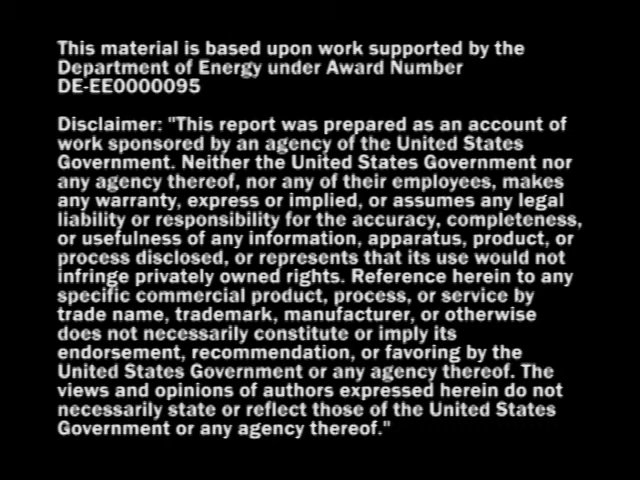 This material is based upon work supported by the
Department of Energy under Award Number
DE-EE0000095
Disclaimer: "This report was prepared as an account of
work sponsored by an agency of the United States
Government. Neither the United States Government nor
any agency thereof, nor any of their employees, makes
any warranty, express or implied, or assumes any legal
liability or responsibility for the accuracy, completeness,
or usefulness of any information, apparatus, product, or
process disclosed, or represents that its use would not
infringe privately owned rights. Reference herein to any
specific commercial product, process, or service by
trade name, trademark, manufacturer, or otherwise
does not necessarily constitute or imply its
endorsement, recommendation, or favoring by the
United States Government or any agency thereof. The
views and opinions of authors expressed herein do not
necessarily state or reflect those of the United States
Government or any agency thereof."